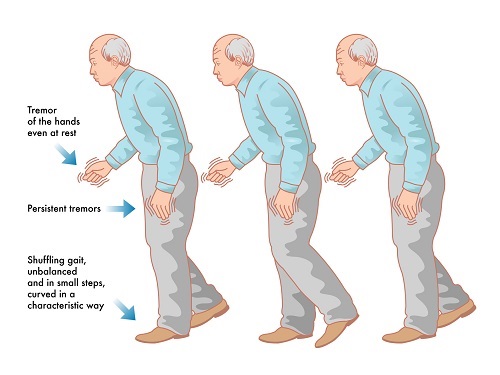 Tremor
of the hands
even at rest
Persistent tremors
Shuffling gait,
unbalanced
and in small steps,
curved in a
characteristic way